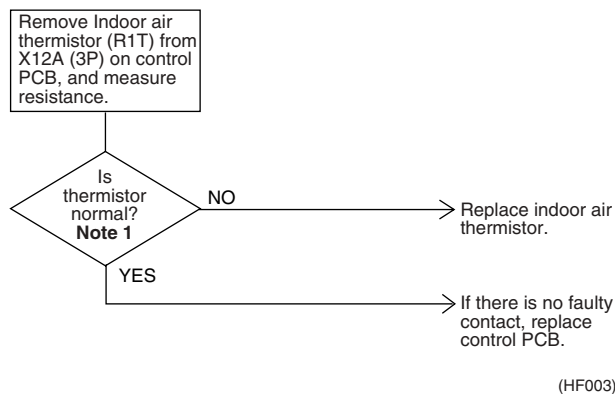 Remove Indoor air
thermistor (R1T) from
X12A (3P) on control
PCB, and measure
resistance.
Is
thermistor
normal?
Note 1
NO
Replace indoor air
thermistor.
YES
If there is no faulty
contact, replace
control PCB.
(HF003)